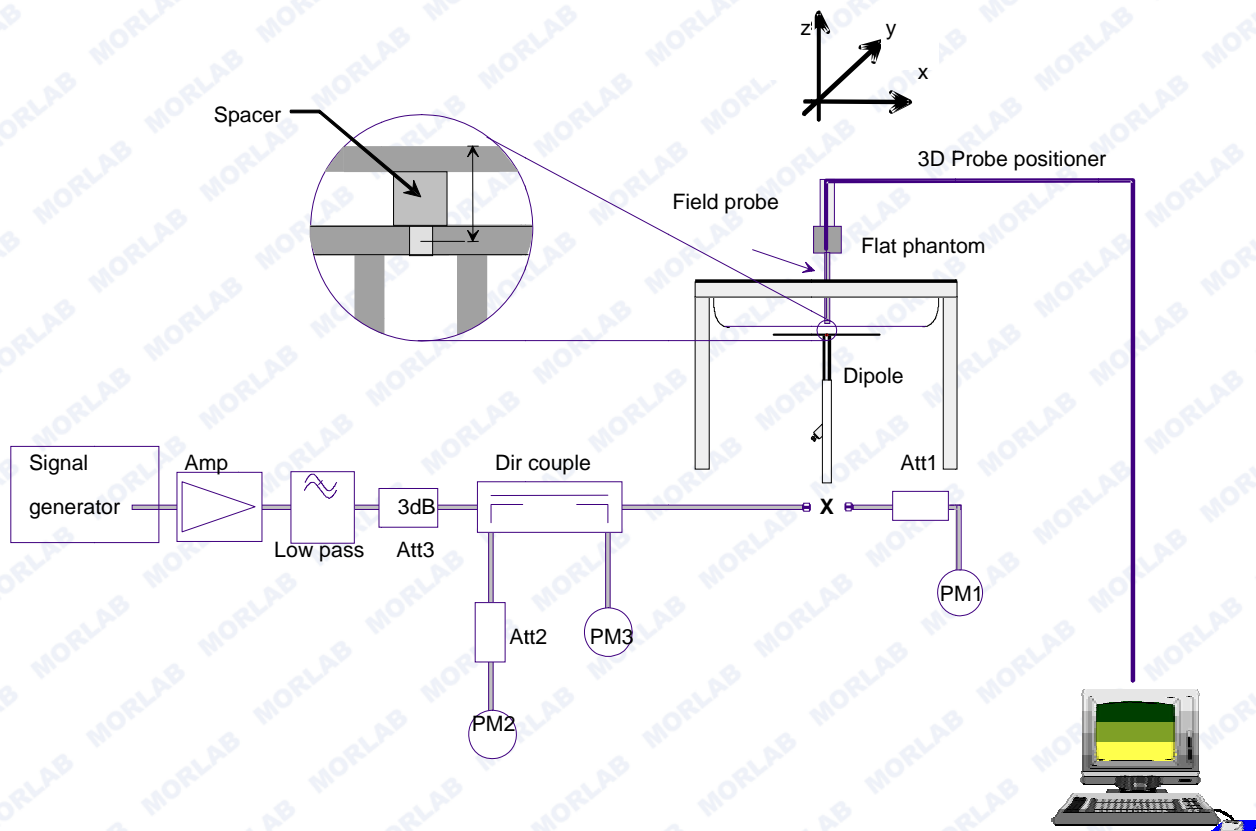 z
y
x
Spacer
3D Probe positioner
Field probe
Flat phantom
Dipole
Signal
generator
Amp
Low pass
3dB
Att3
Dir couple
X
Att1
PM1
Att2
PM3
PM2
MORLAB